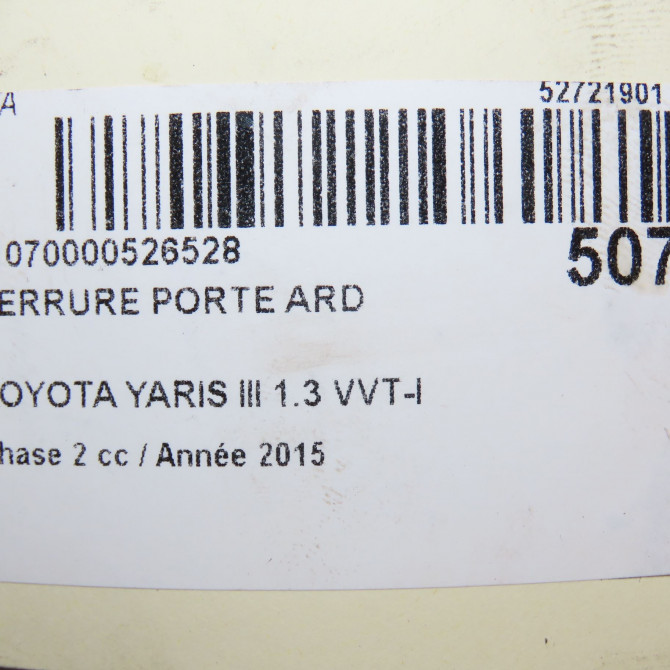 A 52721901
070000526528 507
ERRURE PORTE ARD
OYOTA YARIS III 1.3 VVT-I
hase 2 cc / Année 2015